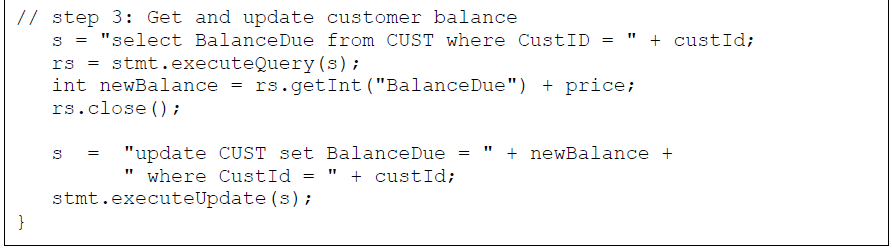 // step 3: Get and update customer balance
s = "select BalanceDue from CUST where CustID = " + custId;
rs = stmt.executeQuery(s);
int newBalance = rs.getInt("BalanceDue") + price;
rs.close();
s = "update CUST set BalanceDue = " + newBalance +
" where CustId = " + custId;
stmt.executeUpdate(s);
}